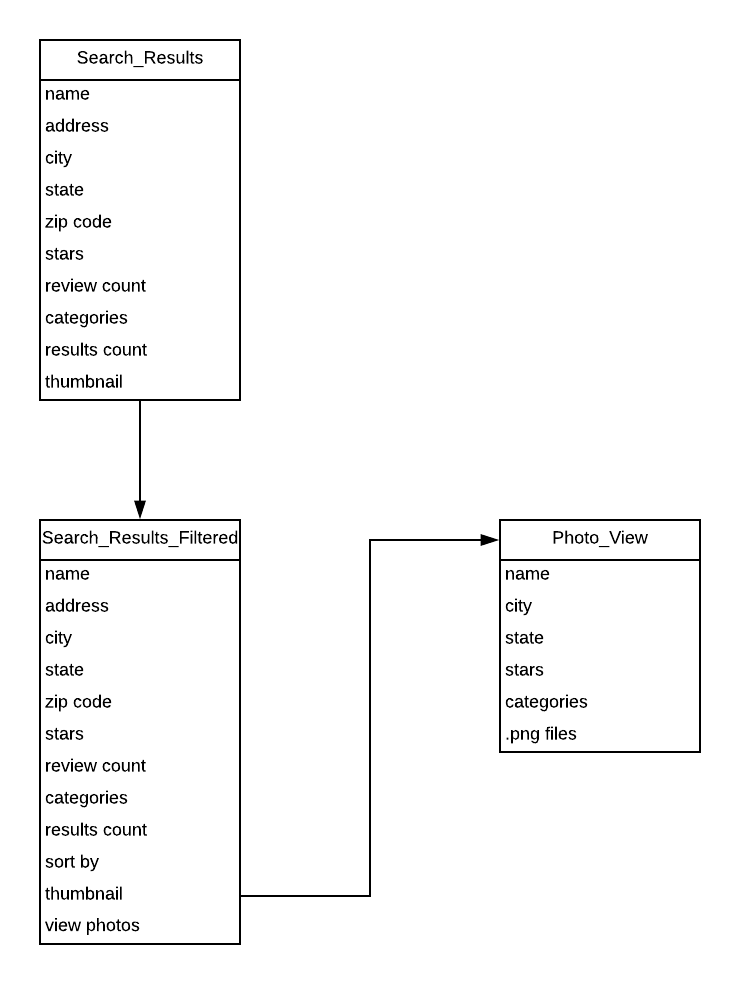 Search_Results
name
address
city
state
zip code
stars
review count
categories
results count
thumbnail
Search_Results_Filtered
name
address
city
state
zip code
stars
review count
categories
results count
sort by
thumbnail
view photos
Photo_View
name
city
state
stars
categories
.png files